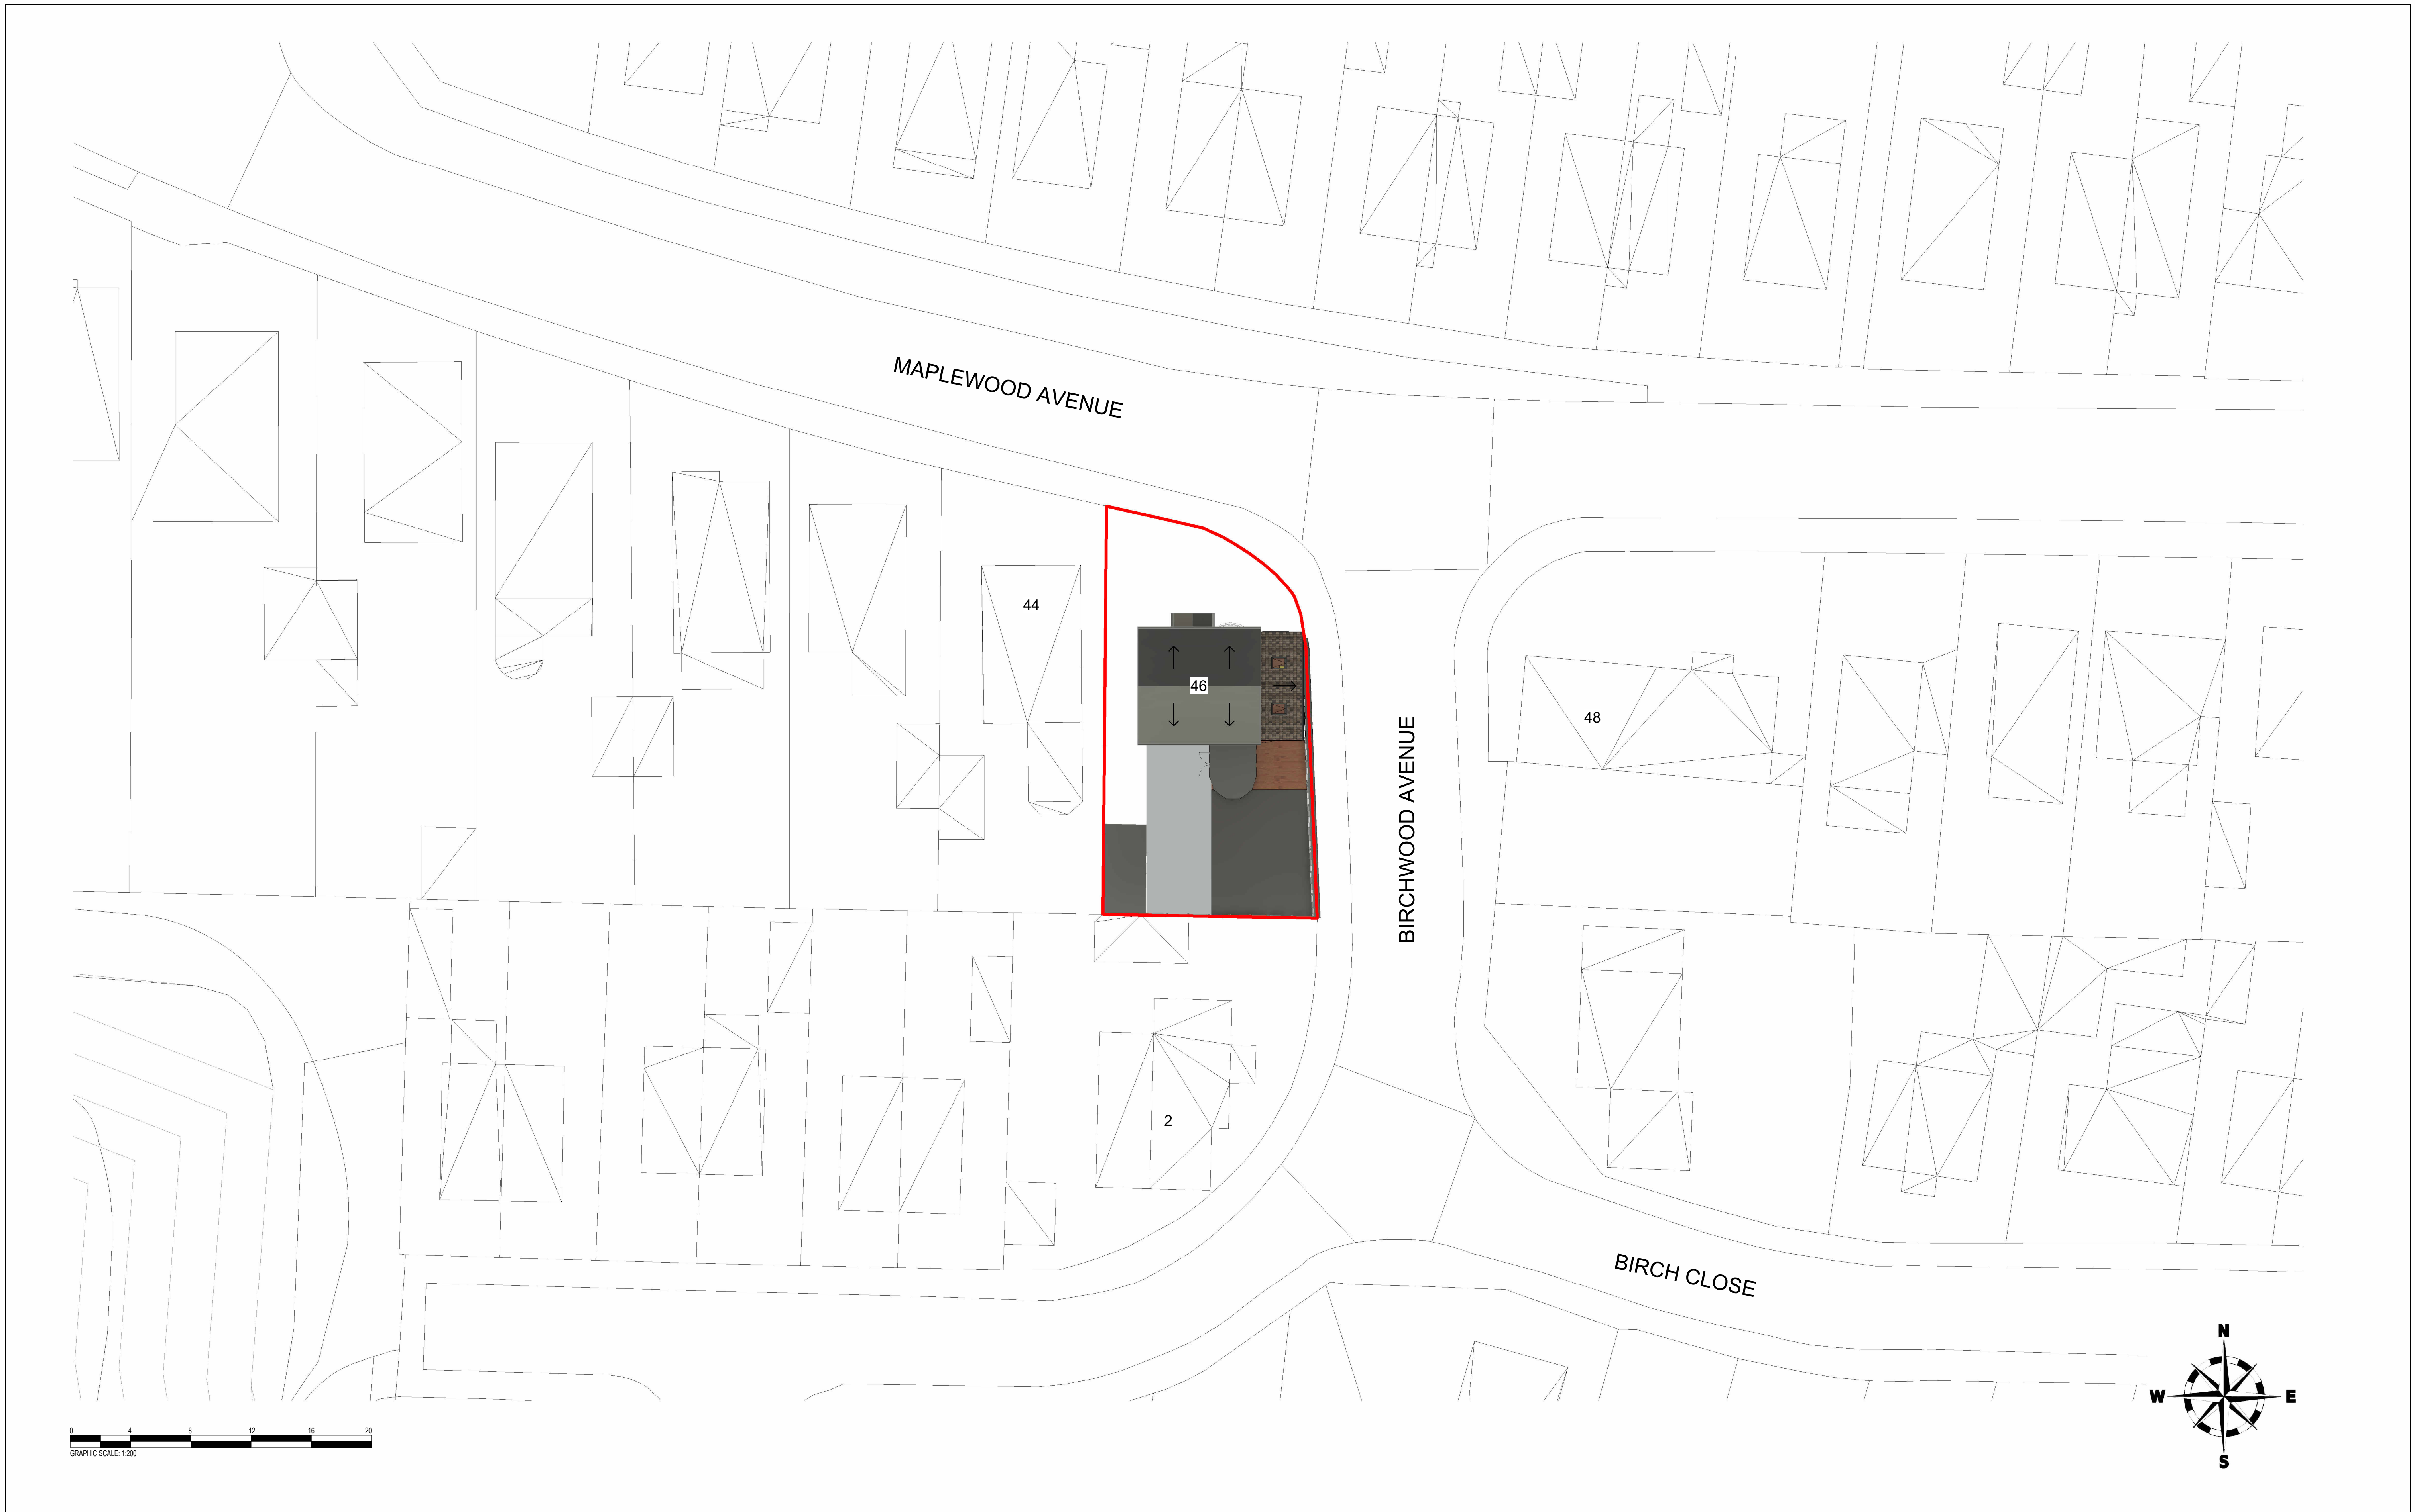 MAPLEWOOD AVENUE
44
46
48
BIRCHWOOD AVENUE
2
BIRCH CLOSE
N
W E
S
0 4 8 12 16 20
GRAPHIC SCALE: 1:200